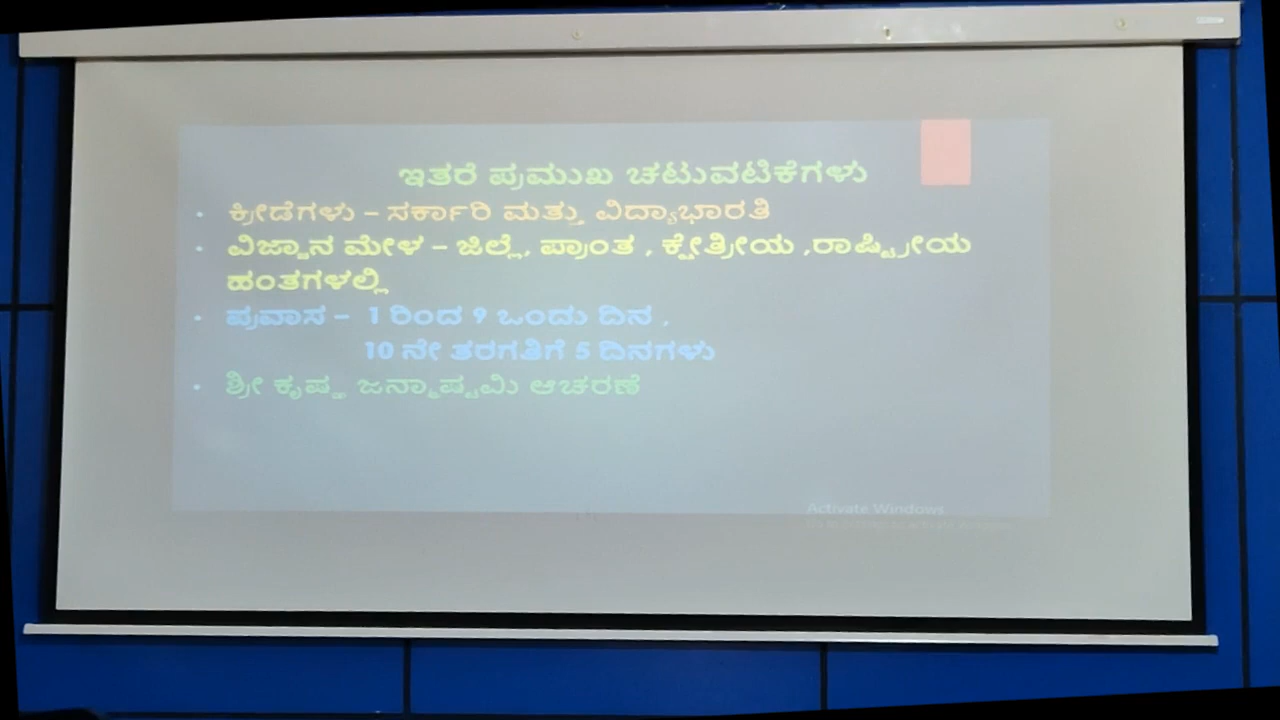 ಇತರೆ ಪ್ರಮುಖ ಚಟುವಟಿಕೆಗಳು
• ಕ್ರೀಡೆಗಳು – ಸರ್ಕಾರಿ ಮತ್ತು ವಿದ್ಯಾಭಾರತಿ
• ವಿಜ್ಞಾನ ಮೇಳ – ಜಿಲ್ಲೆ, ಪ್ರಾಂತ , ಕ್ಷೇತ್ರೀಯ ,ರಾಷ್ಟ್ರೀಯ
ಹಂತಗಳಲ್ಲಿ
• ಪ್ರವಾಸ – 1 ರಿಂದ 9 ಒಂದು ದಿನ .
10 ನೇ ತರಗತಿಗೆ 5 ದಿನಗಳು
• ಶ್ರೀ ಕೃಷ್ಣ ಜನ್ಮಾಷ್ಟಮಿ ಆಚರಣೆ
Activate Windows